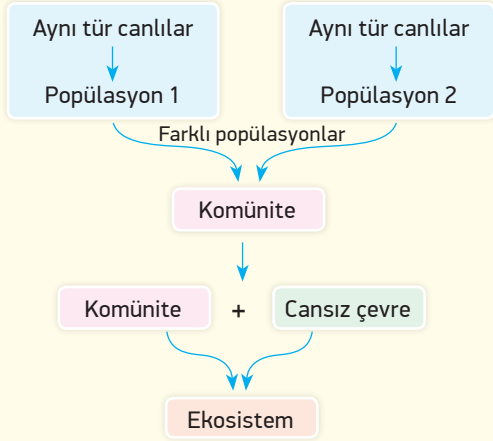 Aynı tür canlılar
Popülasyon 1
Aynı tür canlılar
Popülasyon 2
Farklı popülasyonlar
Komünite
Komünite + Cansız çevre
Ekosistem